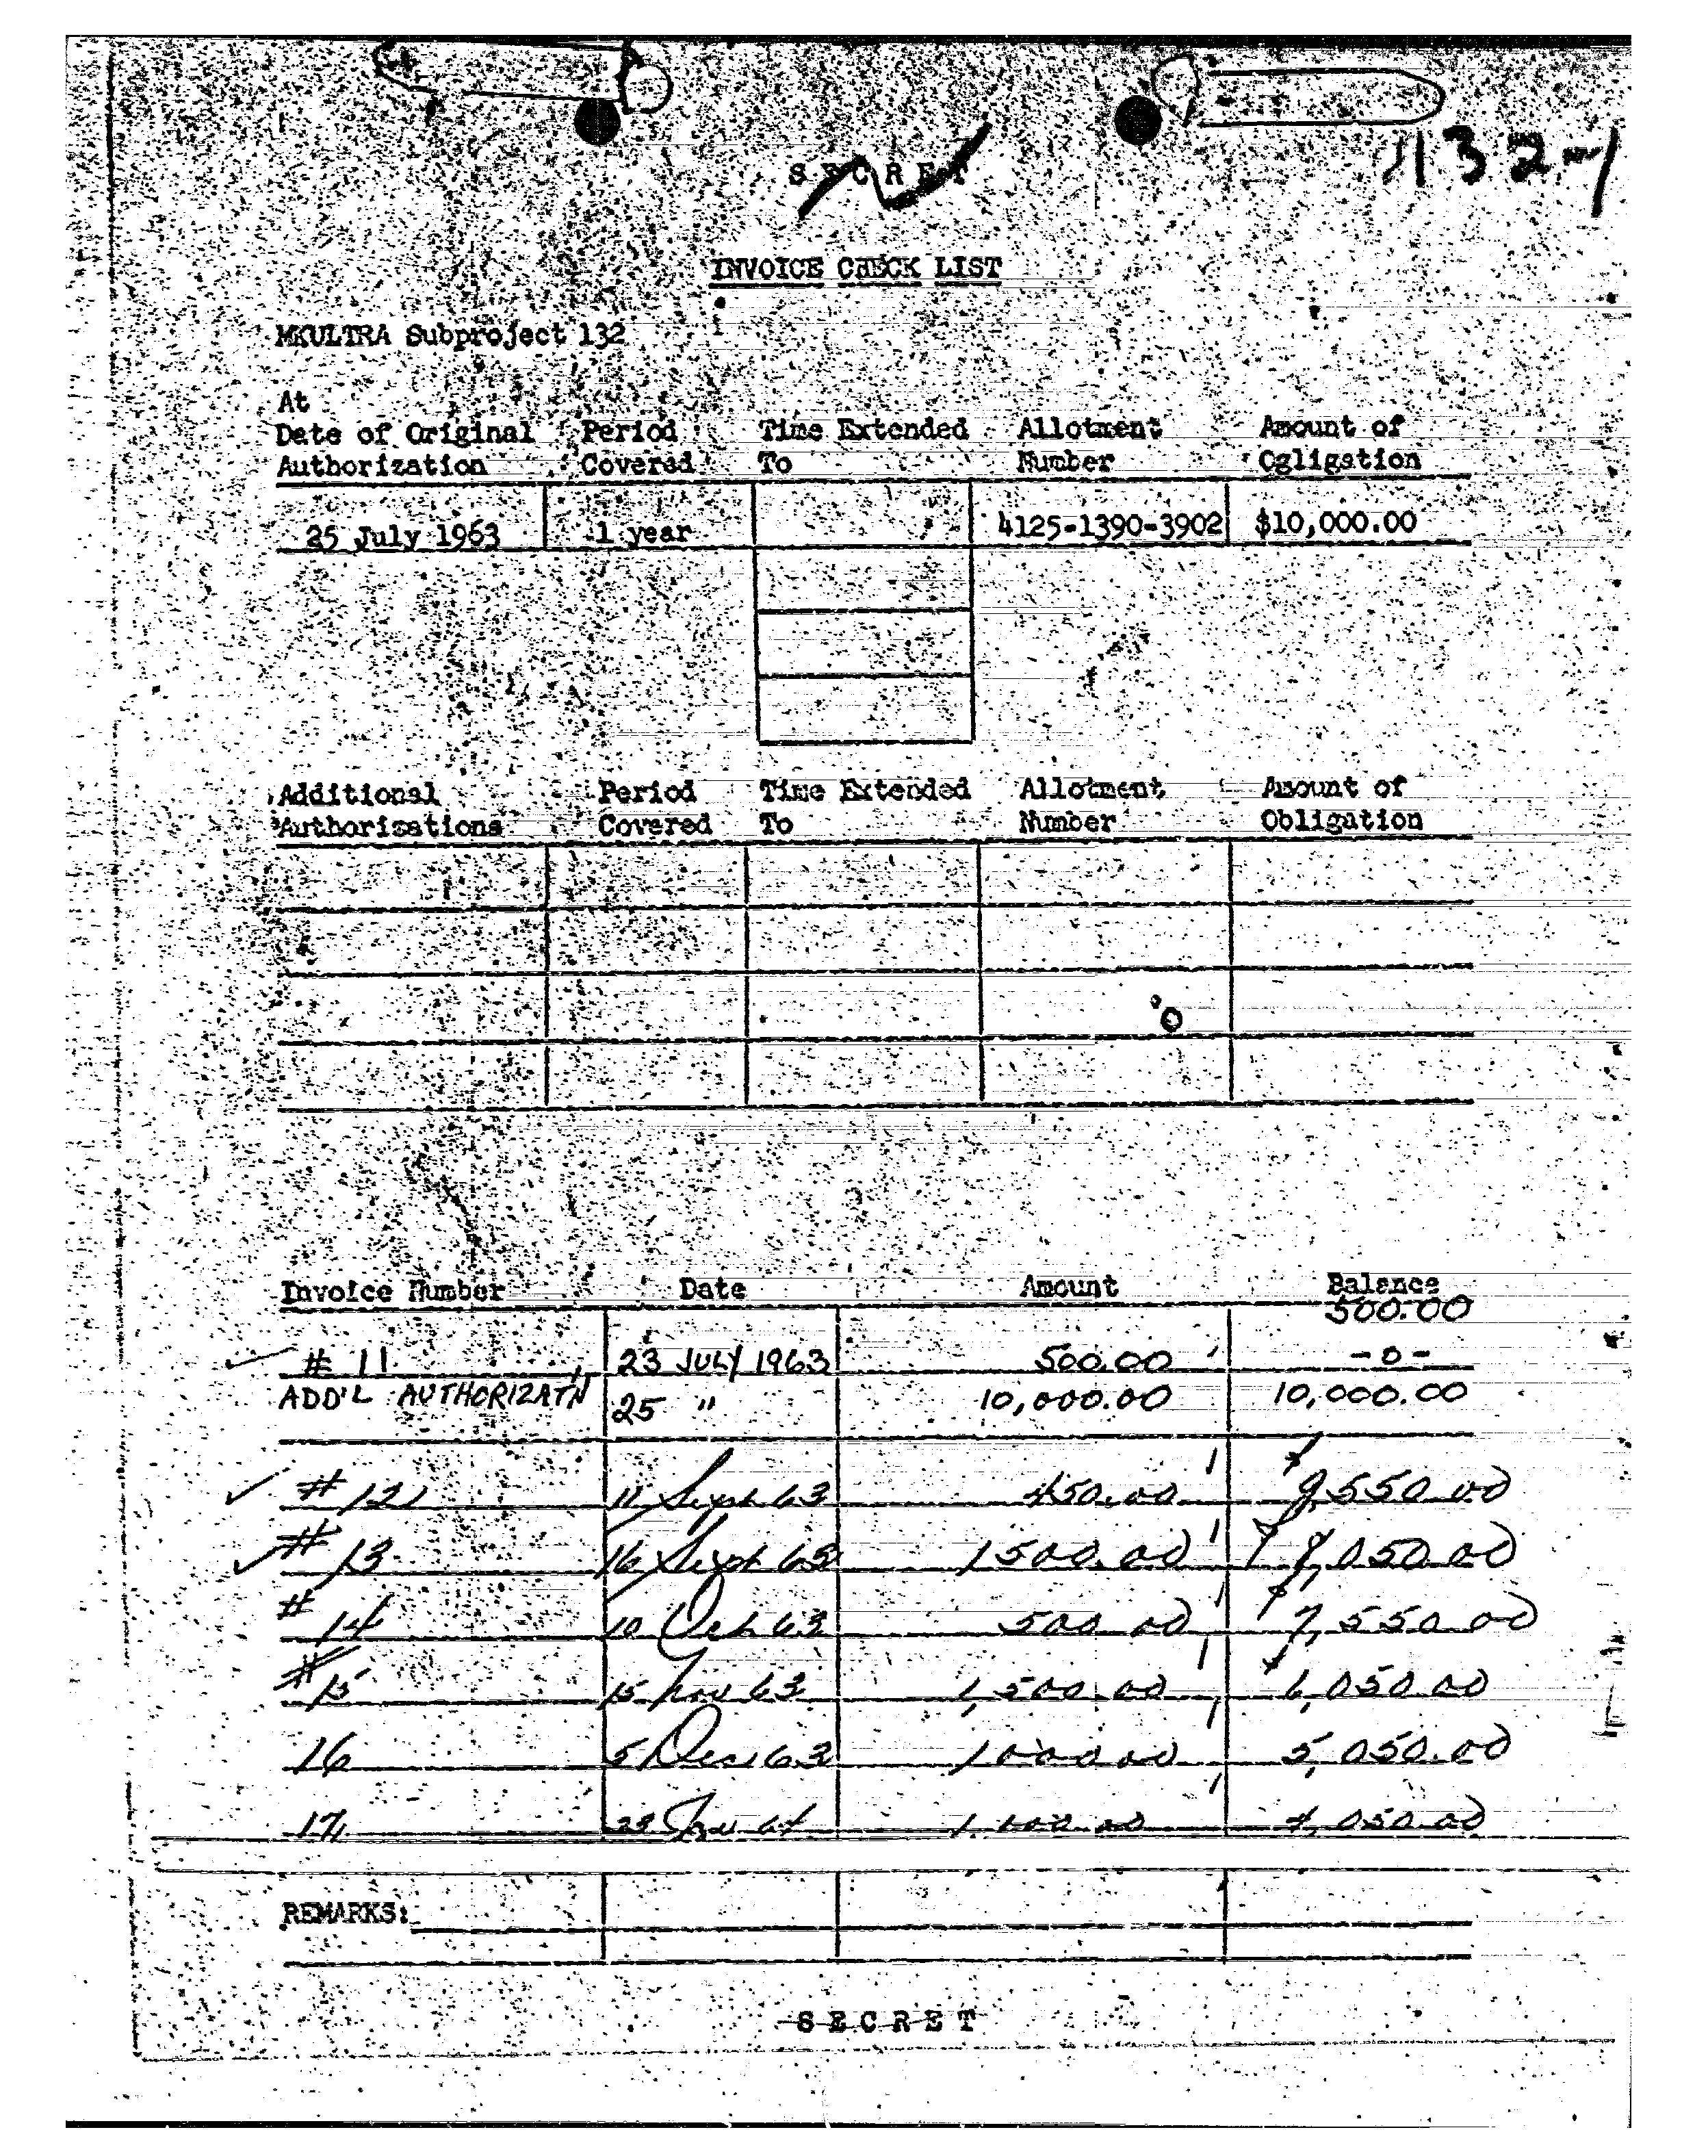 132-1
SECRET
INVOICE CHECK LIST
MKULTRA Subproject 132
At
Date of Original Period Time Extended Allotment Amount of
Authorization Covered To Number Ogligation
25 July 1963 1 year 4125-1390-3902 $10,000.00
Additional Period Time Extended Allotment Amount of
Authorizations Covered To Number Obligation
Invoice Number Date Amount Balance
500.00
# 11 23 JULY 1963 500.00 -0-
ADD'L AUTHORIZATN 25 " 10,000.00 10,000.00
# 12 11 Sept 63 450.00 9,550.00
# 13 16 Sept 63 1500.00 8,050.00
# 14 10 Oct 63 500.00 7,550.00
# 15 15 Nov 63 1,500.00 6,050.00
16 5 Dec 63 1000.00 5,050.00
17 Jan 64 1,000.00 4,050.00
REMARKS:
SECRET